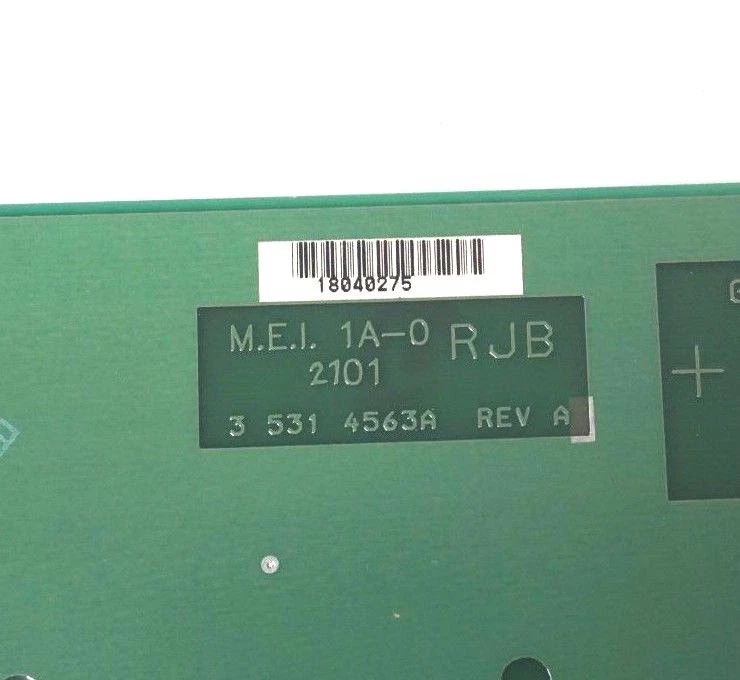 18040275
M.E.I. 1A-0 RJB
2101
3 531 4563A REV A